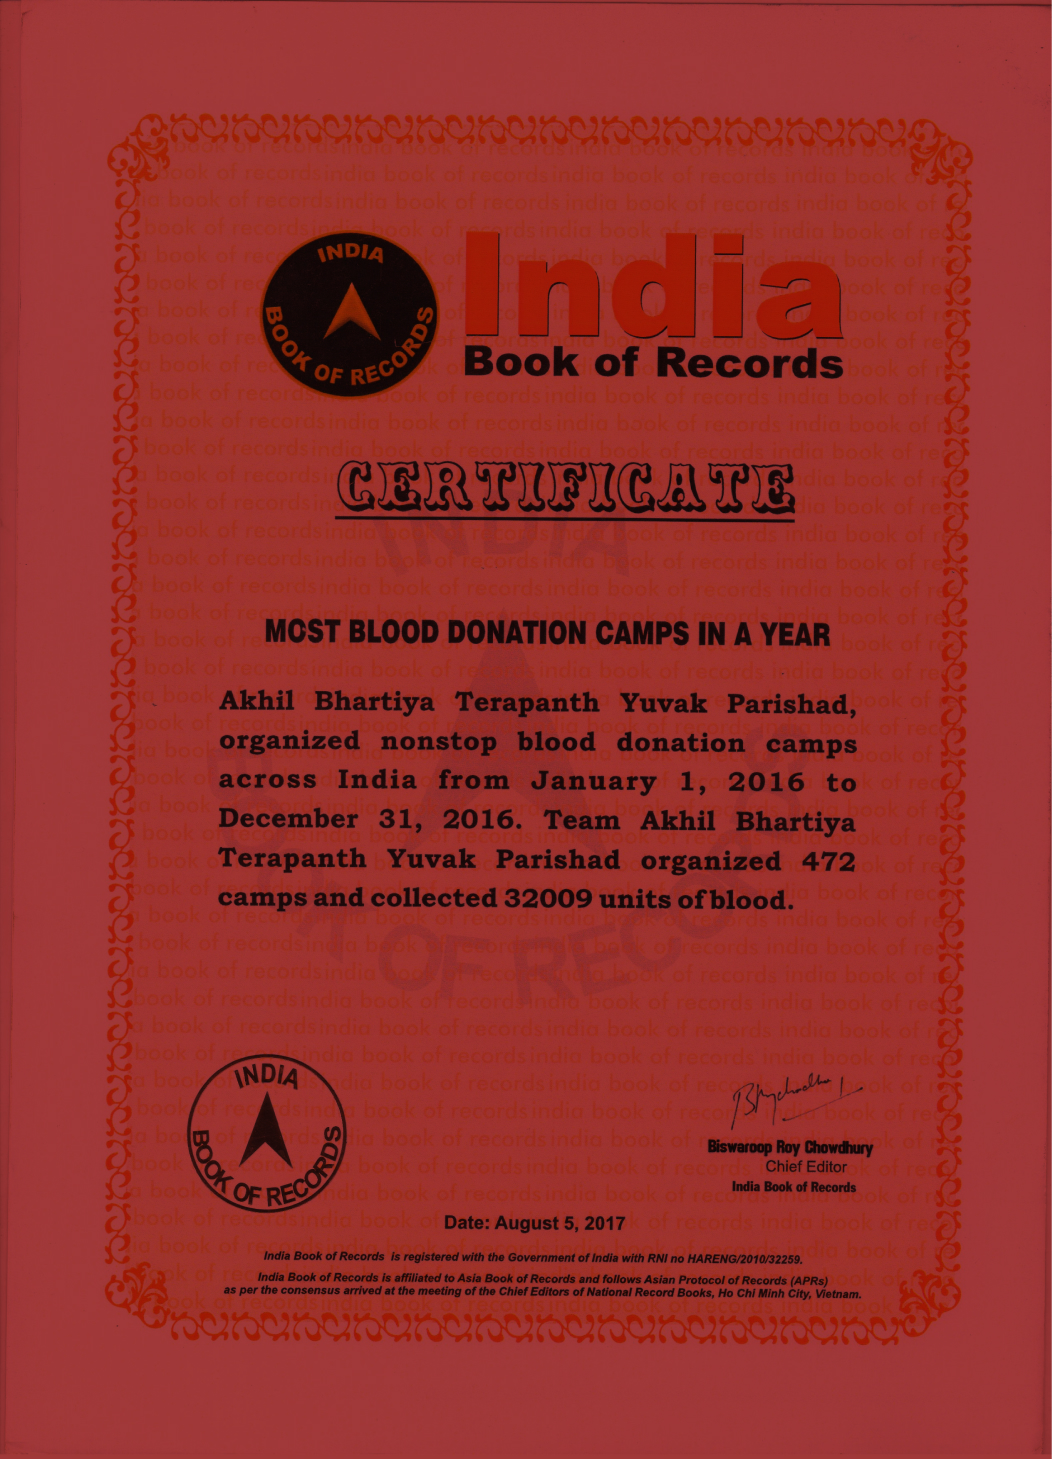 INDIA
BOOK OF RECORDS
India
Book of Records
CERTIFICATE
MOST BLOOD DONATION CAMPS IN A YEAR
Akhil Bhartiya Terapanth Yuvak Parishad,
organized nonstop blood donation camps
across India from January 1, 2016 to
December 31, 2016. Team Akhil Bhartiya
Terapanth Yuvak Parishad organized 472
camps and collected 32009 units of blood.
INDIA
BOOK OF RECORDS
Biswaroop Roy Chowdhury
Chief Editor
India Book of Records
Date: August 5, 2017
India Book of Records is registered with the Government of India with RNI no HARENG/2010/32259.
India Book of Records is affiliated to Asia Book of Records and follows Asian Protocol of Records (APRs)
as per the consensus arrived at the meeting of the Chief Editors of National Record Books, Ho Chi Minh City, Vietnam.